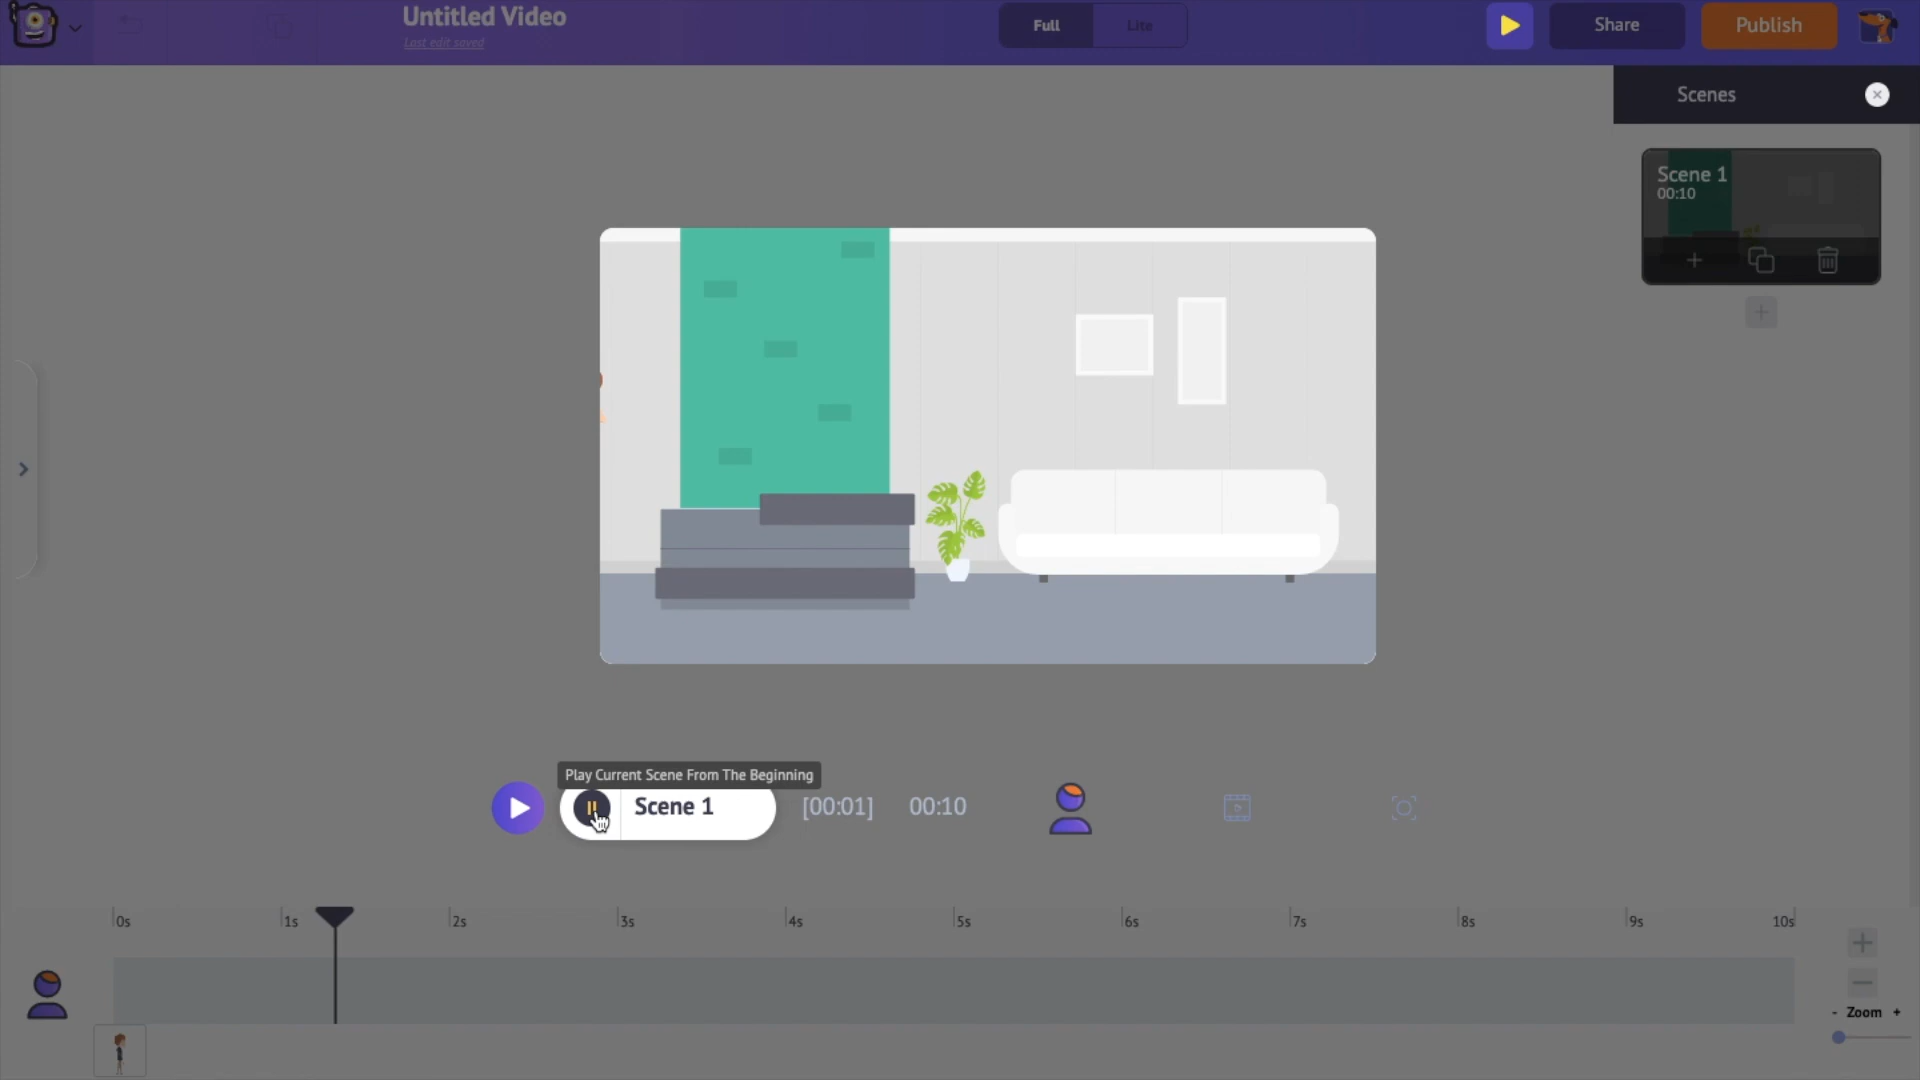 Untitled Video
Last edit saved
Full
Lite
Share
Publish
Scenes
Scene 1
00:10
Play Current Scene From The Beginning
Scene 1
[00:01]
00:10
0s
1s
2s
3s
4s
5s
6s
7s
8s
9s
10s
- Zoom +